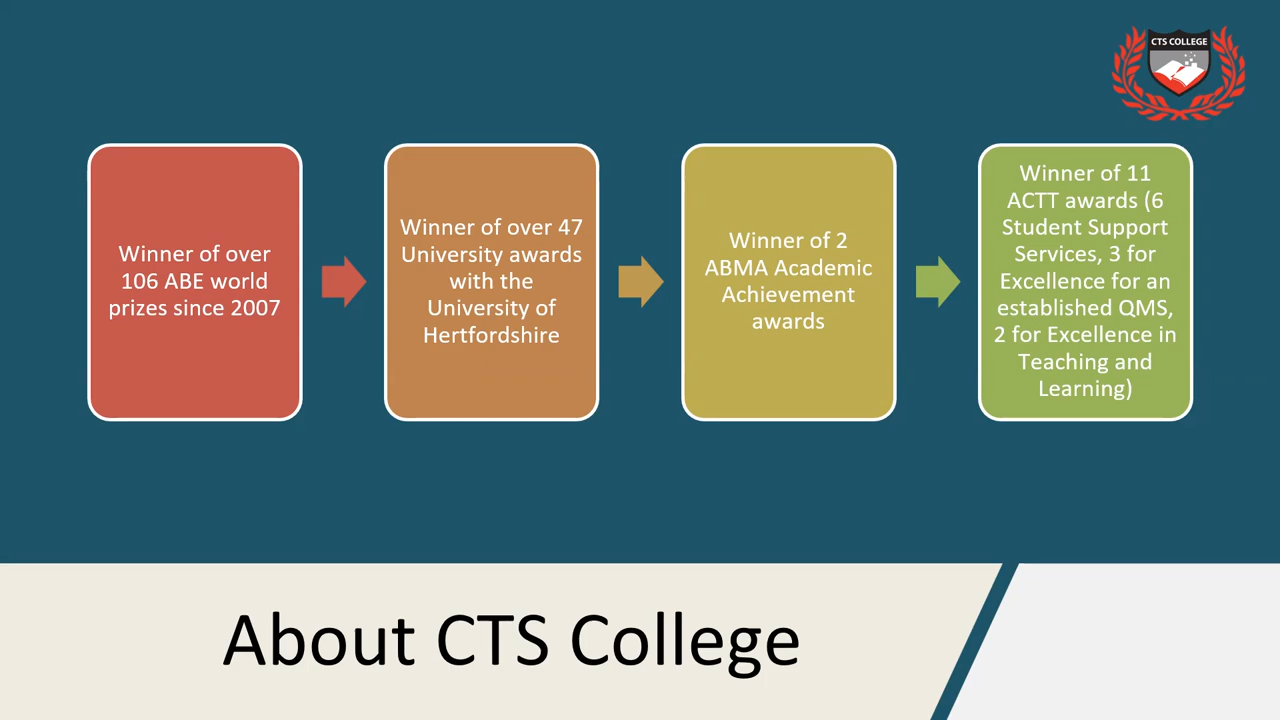 CTS COLLEGE
Winner of over
106 ABE world
prizes since 2007
Winner of over 47
University awards
with the
University of
Hertfordshire
Winner of 2
ABMA Academic
Achievement
awards
Winner of 11
ACTT awards (6
Student Support
Services, 3 for
Excellence for an
established QMS,
2 for Excellence in
Teaching and
Learning)
About CTS College